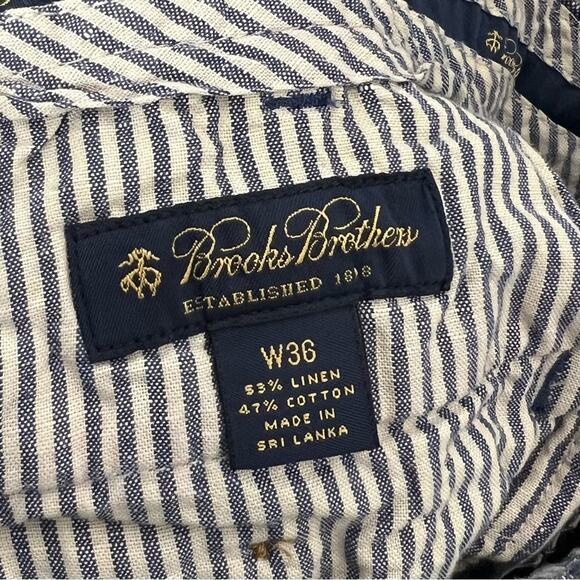 Brooks Brothers
ESTABLISHED 1818
W36
53% LINEN
47% COTTON
MADE IN
SRI LANKA